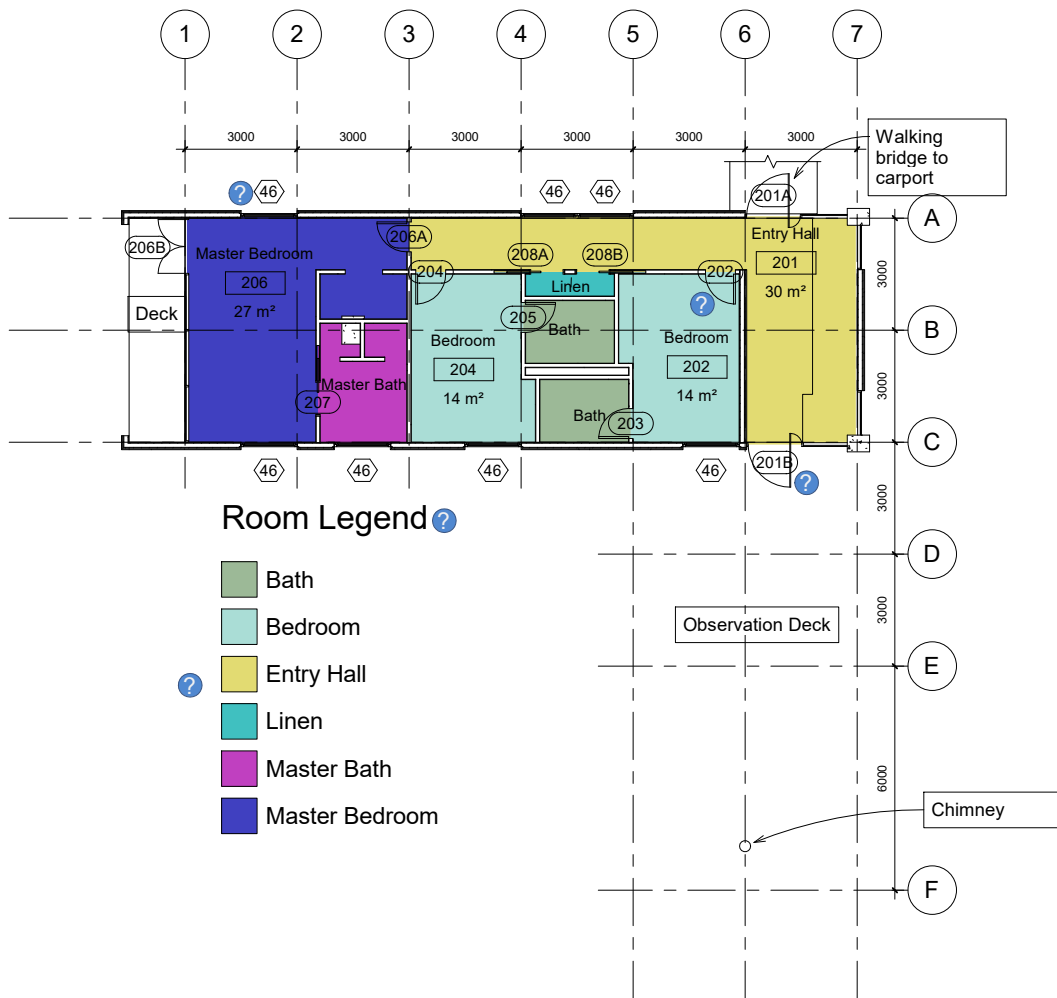 1 2 3 4 5 6 7
3000 3000 3000 3000 3000 3000
Walking
bridge to
carport
? 46 46 46 201A
A
206B Master Bedroom 206A 208A 208B Entry Hall
206 204 202 201
27 m² Linen ? 30 m² 3000
Deck
205 Bath B
Bedroom Bedroom
204 202
Master Bath 14 m² 14 m² 3000
207 Bath 203
C
46 46 46 46 201B ?
Room Legend ? 3000
D
Bath
Bedroom 3000
Observation Deck
Entry Hall E
?
Linen
Master Bath 6000
Master Bedroom Chimney
F